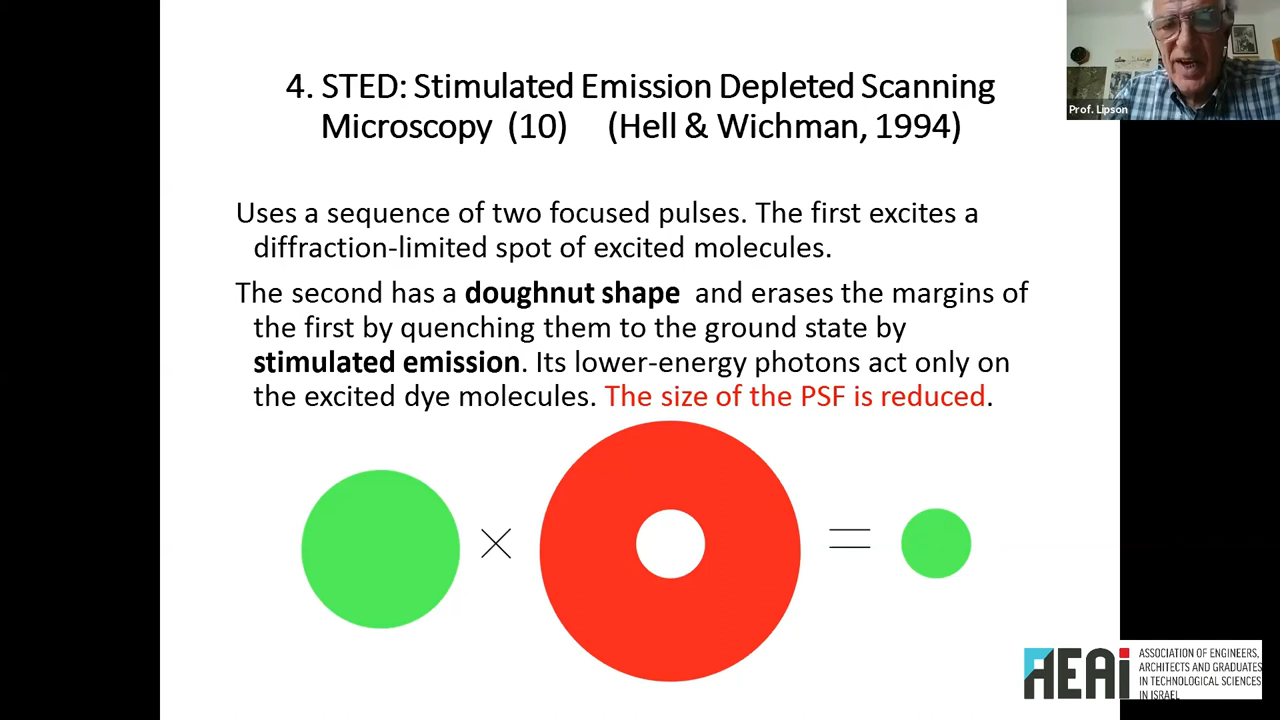 4. STED: Stimulated Emission Depleted Scanning
Microscopy (10) (Hell & Wichman, 1994)
Prof. Lipson
Uses a sequence of two focused pulses. The first excites a
diffraction-limited spot of excited molecules.
The second has a doughnut shape and erases the margins of
the first by quenching them to the ground state by
stimulated emission. Its lower-energy photons act only on
the excited dye molecules. The size of the PSF is reduced.
AEAi
ASSOCIATION OF ENGINEERS,
ARCHITECTS AND GRADUATES
IN TECHNOLOGICAL SCIENCES
IN ISRAEL